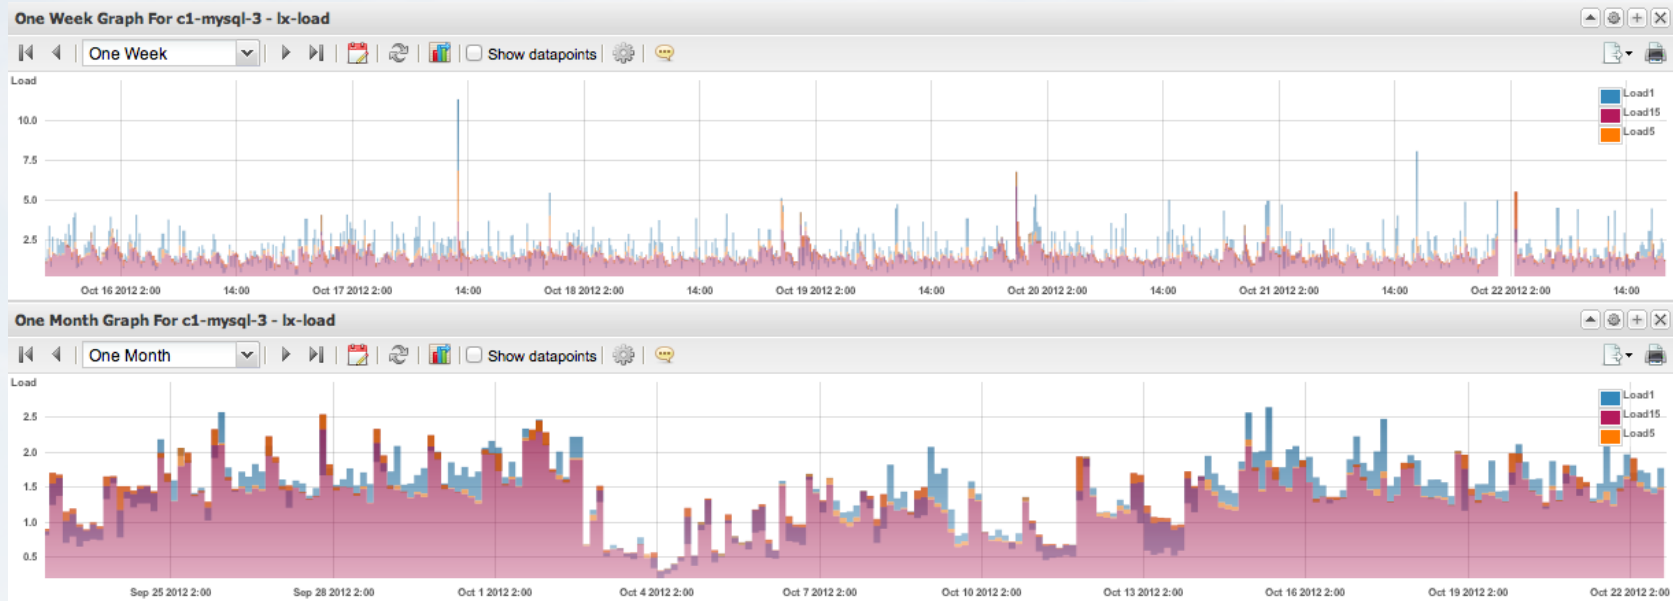 One Week Graph For c1-mysql-3 - lx-load
One Week
Show datapoints
Load
Load1
Load15
Load5
10.0
7.5
5.0
2.5
Oct 16 2012 2:00 14:00 Oct 17 2012 2:00 14:00 Oct 18 2012 2:00 14:00 Oct 19 2012 2:00 14:00 Oct 20 2012 2:00 14:00 Oct 21 2012 2:00 14:00 Oct 22 2012 2:00 14:00
One Month Graph For c1-mysql-3 - lx-load
One Month
Show datapoints
Load
Load1
Load15
Load5
2.5
2.0
1.5
1.0
0.5
Sep 25 2012 2:00 Sep 28 2012 2:00 Oct 1 2012 2:00 Oct 4 2012 2:00 Oct 7 2012 2:00 Oct 10 2012 2:00 Oct 13 2012 2:00 Oct 16 2012 2:00 Oct 19 2012 2:00 Oct 22 2012 2:00